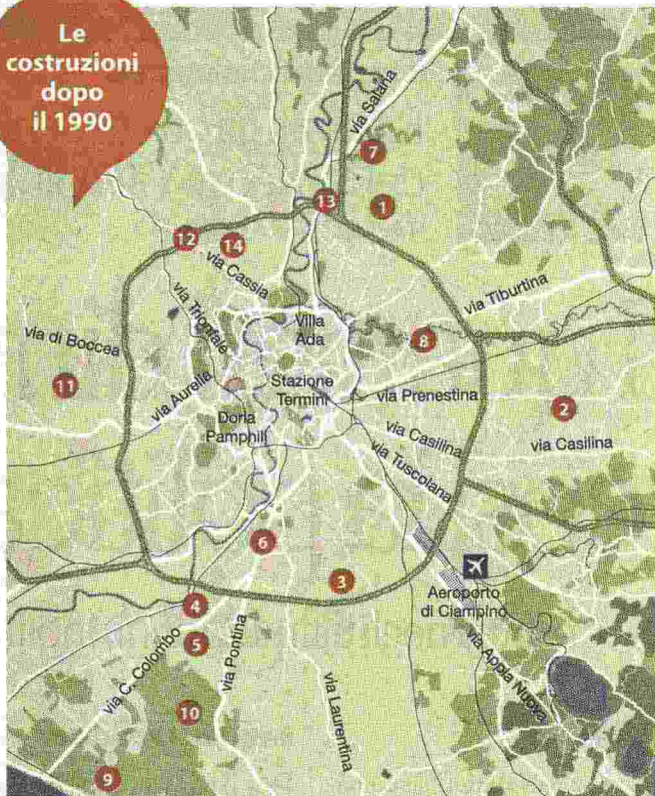 Le
costruzioni
dopo
il 1990
via Salaria
7
13
1
12
14
via Cassia
via Trionfale
via Tiburtina
Villa
Ada
8
via di Boccea
11
via Aurelia
Stazione
Termini
via Prenestina
2
Doria
Pamphili
via Casilina
via Casilina
via Tuscolana
6
3
Aeroporto
di Ciampino
4
5
via C. Colombo
via Pontina
via Appia Nuova
10
via Laurentina
9